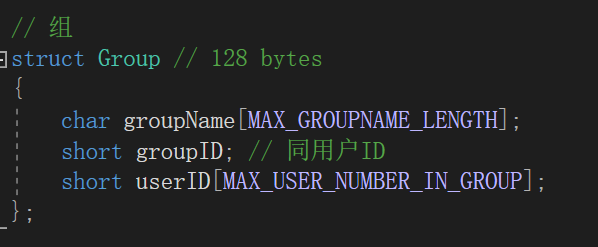 // 组
struct Group // 128 bytes
{
char groupName[MAX_GROUPNAME_LENGTH];
short groupID; // 同用户ID
short userID[MAX_USER_NUMBER_IN_GROUP];
};